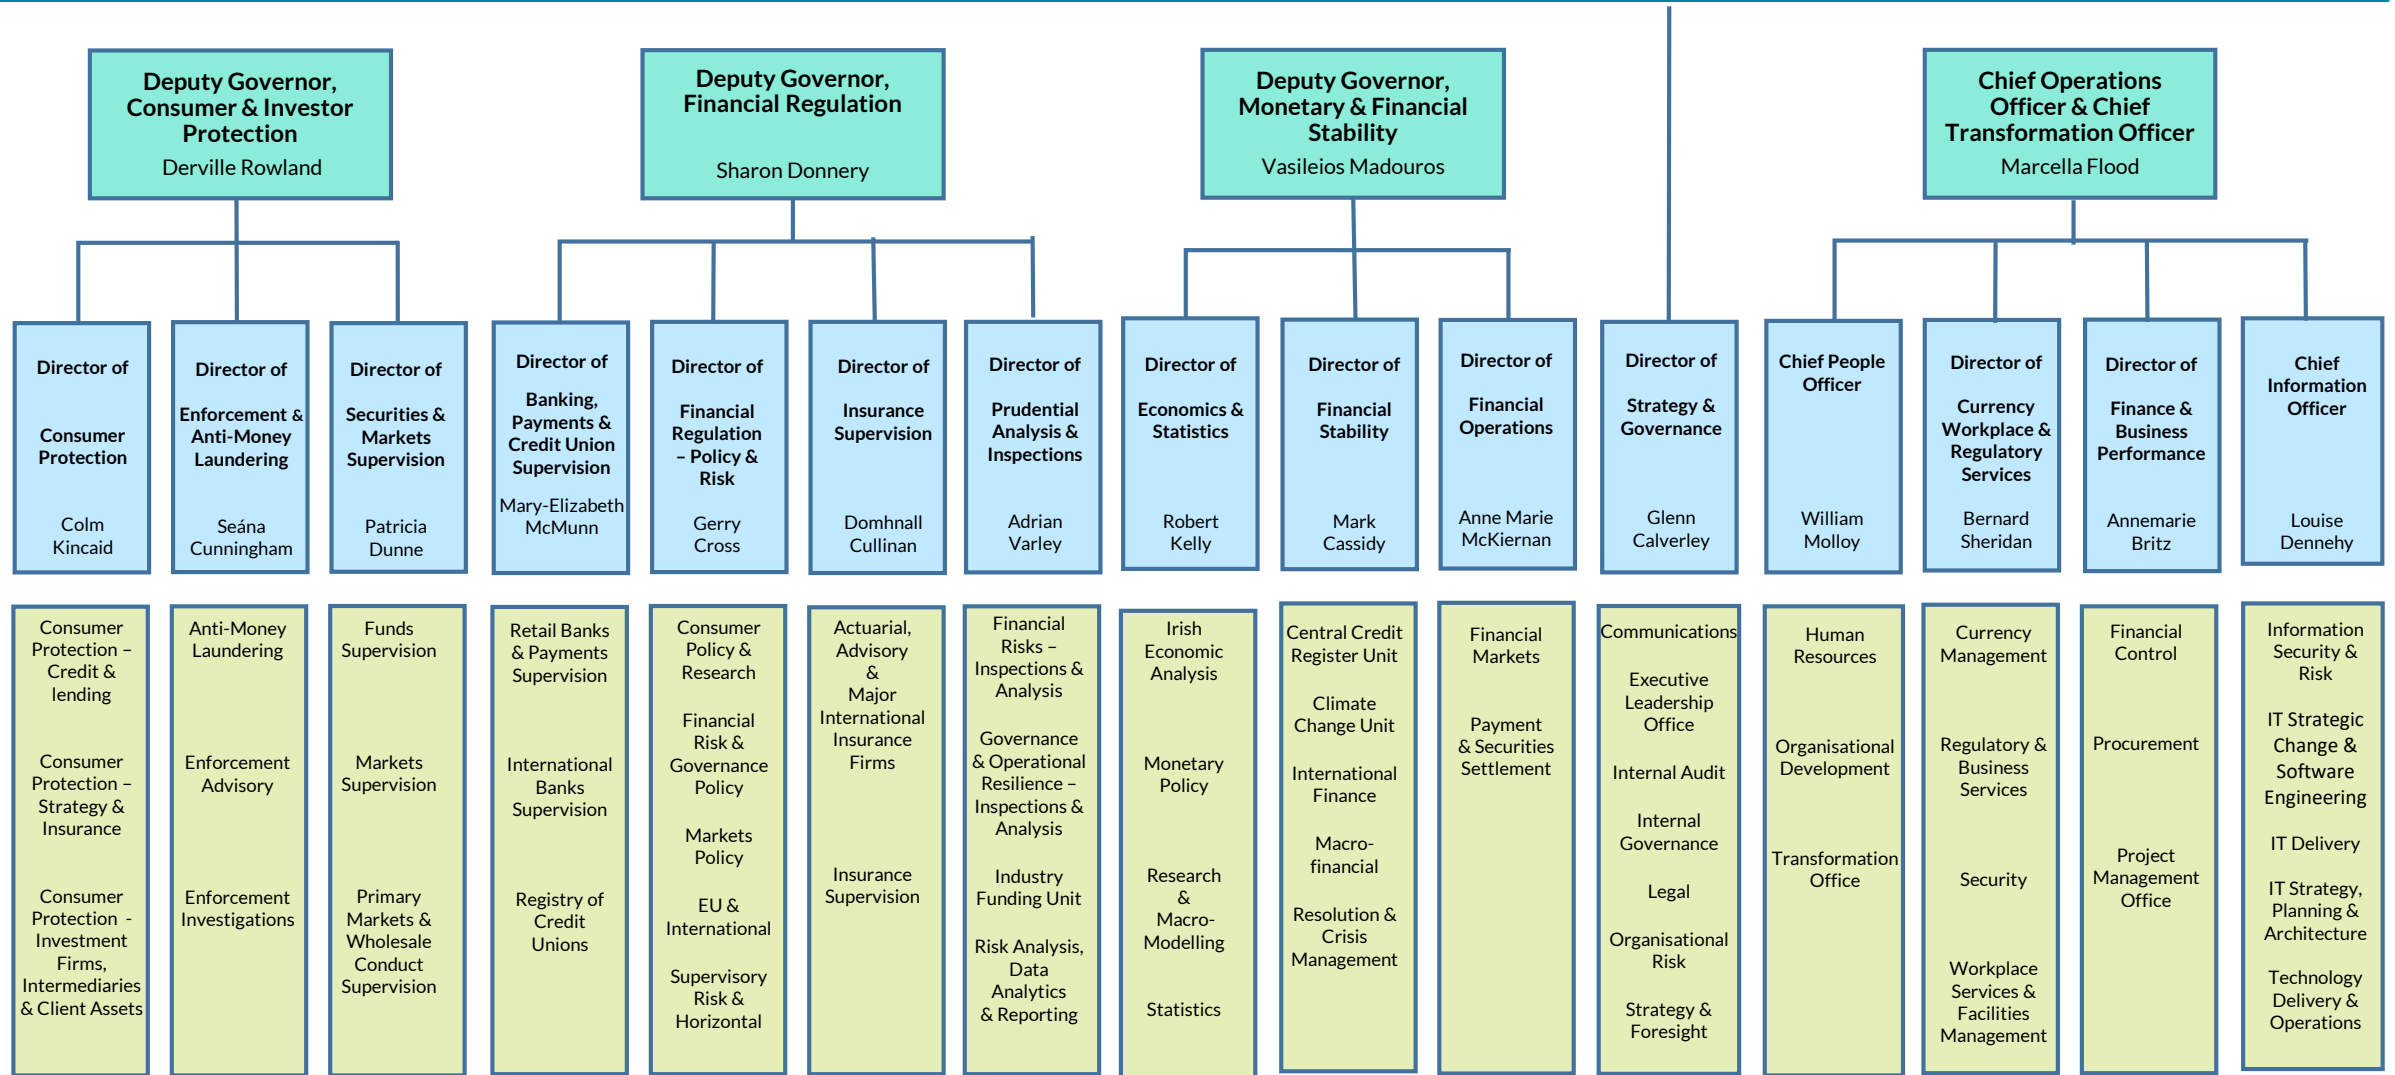 Deputy Governor,
Consumer & Investor
Protection
Derville Rowland
Deputy Governor,
Financial Regulation
Sharon Donnery
Deputy Governor,
Monetary & Financial
Stability
Vasileios Madouros
Chief Operations
Officer & Chief
Transformation Officer
Marcella Flood
Director of
Consumer
Protection
Colm
Kincaid
Director of
Enforcement &
Anti-Money
Laundering
Seána
Cunningham
Director of
Securities &
Markets
Supervision
Patricia
Dunne
Director of
Banking,
Payments &
Credit Union
Supervision
Mary-Elizabeth
McMunn
Director of
Financial
Regulation
– Policy &
Risk
Gerry
Cross
Director of
Insurance
Supervision
Domhnall
Cullinan
Director of
Prudential
Analysis &
Inspections
Adrian
Varley
Director of
Economics &
Statistics
Robert
Kelly
Director of
Financial
Stability
Mark
Cassidy
Director of
Financial
Operations
Anne Marie
McKiernan
Director of
Strategy &
Governance
Glenn
Calverley
Chief People
Officer
William
Molloy
Director of
Currency
Workplace &
Regulatory
Services
Bernard
Sheridan
Director of
Finance &
Business
Performance
Annemarie
Britz
Chief
Information
Officer
Louise
Dennehy
Consumer
Protection –
Credit &
lending
Consumer
Protection –
Strategy &
Insurance
Consumer
Protection -
Investment
Firms,
Intermediaries
& Client Assets
Anti-Money
Laundering
Enforcement
Advisory
Enforcement
Investigations
Funds
Supervision
Markets
Supervision
Primary
Markets &
Wholesale
Conduct
Supervision
Retail Banks
& Payments
Supervision
International
Banks
Supervision
Registry of
Credit
Unions
Consumer
Policy &
Research
Financial
Risk &
Governance
Policy
Markets
Policy
EU &
International
Supervisory
Risk &
Horizontal
Actuarial,
Advisory
&
Major
International
Insurance
Firms
Insurance
Supervision
Financial
Risks –
Inspections &
Analysis
Governance
& Operational
Resilience –
Inspections &
Analysis
Industry
Funding Unit
Risk Analysis,
Data
Analytics
& Reporting
Irish
Economic
Analysis
Monetary
Policy
Research
&
Macro-
Modelling
Statistics
Central Credit
Register Unit
Climate
Change Unit
International
Finance
Macro-
financial
Resolution &
Crisis
Management
Financial
Markets
Payment
& Securities
Settlement
Communications
Executive
Leadership
Office
Internal Audit
Internal
Governance
Legal
Organisational
Risk
Strategy &
Foresight
Human
Resources
Organisational
Development
Transformation
Office
Currency
Management
Regulatory &
Business
Services
Security
Workplace
Services &
Facilities
Management
Financial
Control
Procurement
Project
Management
Office
Information
Security &
Risk
IT Strategic
Change &
Software
Engineering
IT Delivery
IT Strategy,
Planning &
Architecture
Technology
Delivery &
Operations